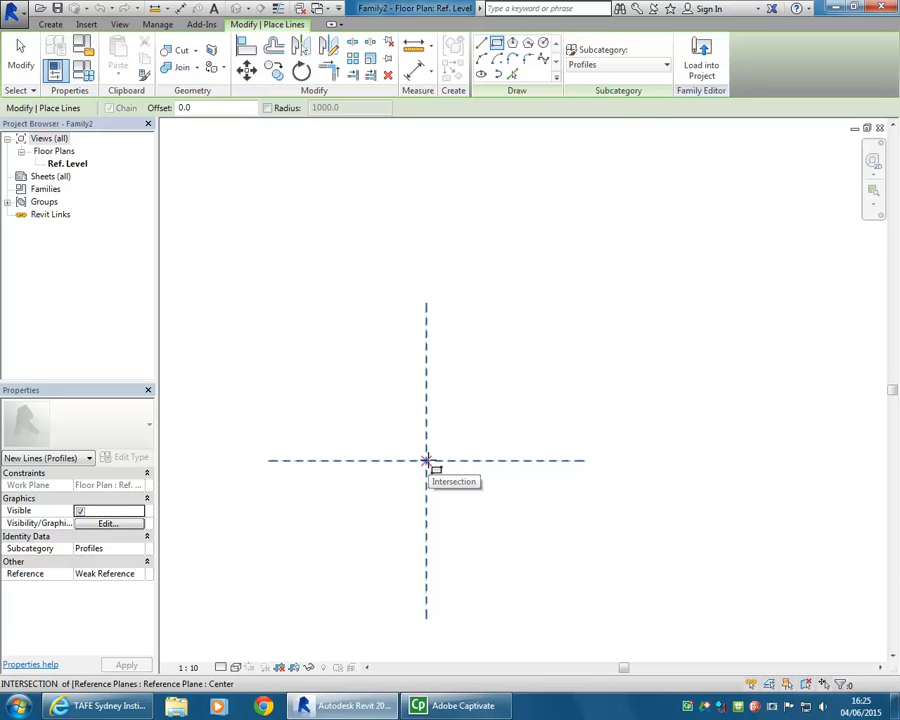 Family2 - Floor Plan: Ref. Level
Type a keyword or phrase
Sign In
Create Insert View Manage Add-Ins Modify | Place Lines
Modify
Cut
Join
Paste
Subcategory:
Profiles
Load into
Project
Select Properties Clipboard Geometry Modify Measure Create Draw Subcategory Family Editor
Modify | Place Lines Chain Offset: 0.0 Radius: 1000.0
Project Browser - Family2
Views (all)
Floor Plans
Ref. Level
Sheets (all)
Families
Groups
Revit Links
Intersection
Properties
New Lines (Profiles) Edit Type
Constraints
Work Plane Floor Plan : Ref. ...
Graphics
Visible
Visibility/Graphi... Edit...
Identity Data
Subcategory Profiles
Other
Reference Weak Reference
Properties help Apply
1 : 10
INTERSECTION of [Reference Planes : Reference Plane : Center
:0
TAFE Sydney Insti... Autodesk Revit 20... Adobe Captivate
16:25
04/06/2015